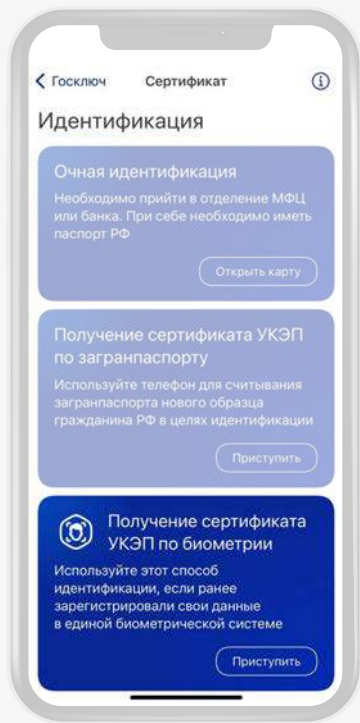 Госключ Сертификат
Идентификация
Очная идентификация
Необходимо прийти в отделение МФЦ
или банка. При себе необходимо иметь
паспорт РФ
Открыть карту
Получение сертификата УКЭП
по загранпаспорту
Используйте телефон для считывания
загранпаспорта нового образца
гражданина РФ в целях идентификации
Приступить
Получение сертификата
УКЭП по биометрии
Используйте этот способ
идентификации, если ранее
зарегистрировали свои данные
в единой биометрической системе
Приступить